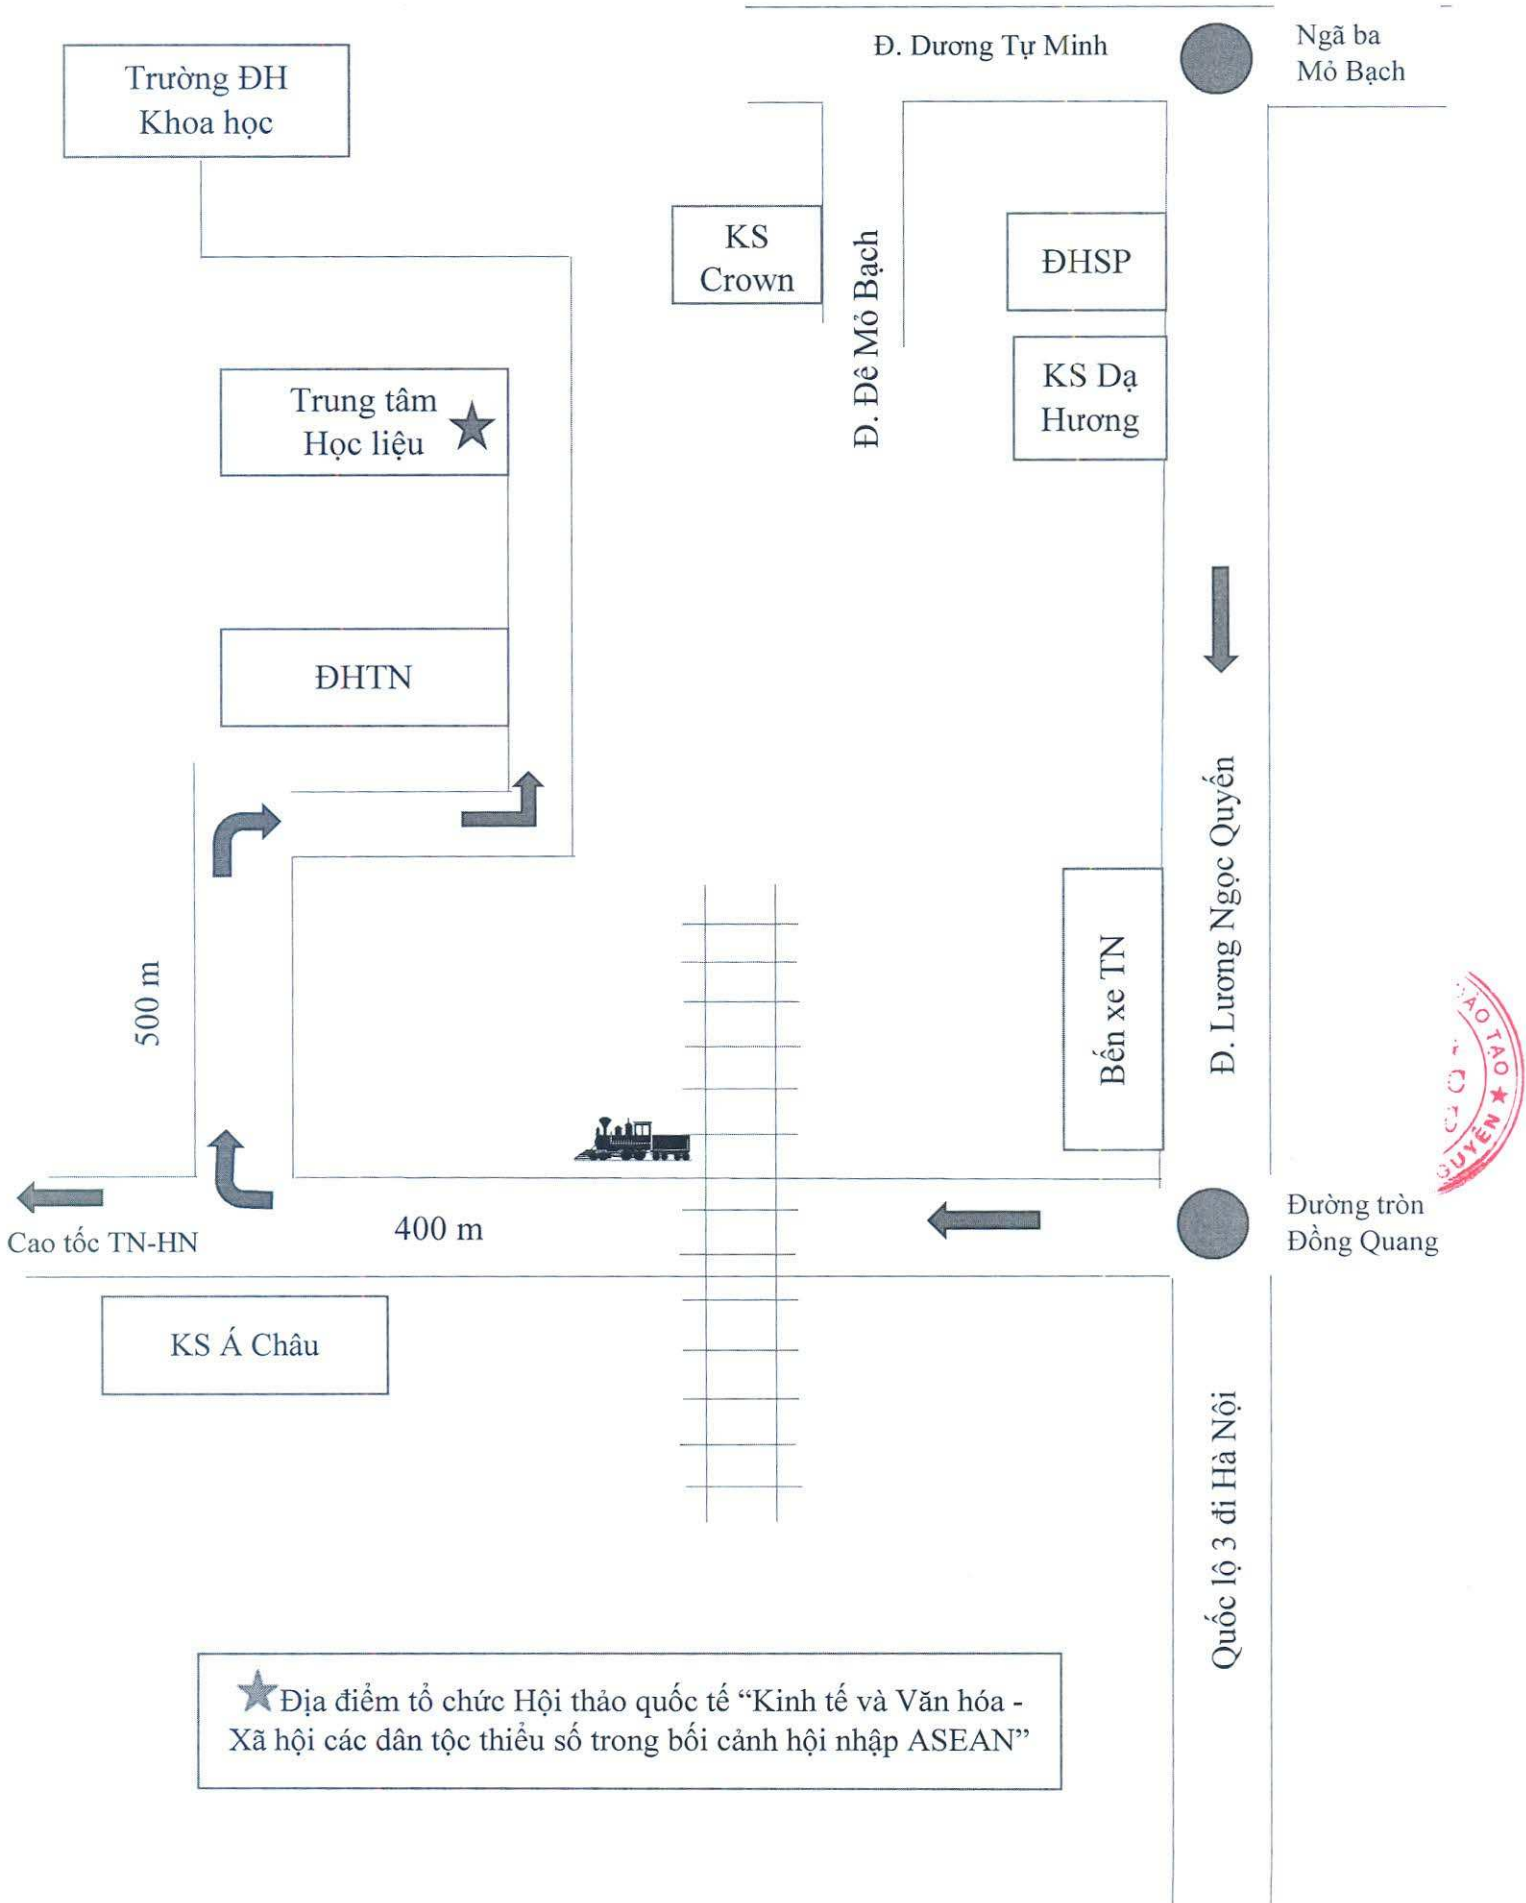 Đ. Dương Tự Minh
Ngã ba
Mỏ Bạch
Trường ĐH
Khoa học
KS
Crown
Đ. Đê Mỏ Bạch
ĐHSP
KS Dạ
Hương
Trung tâm
Học liệu
ĐHTN
Đ. Lương Ngọc Quyến
500 m
Bến xe TN
ĐÀO TẠO
GUYÊN
Cao tốc TN-HN
400 m
Đường tròn
Đồng Quang
KS Á Châu
Quốc lộ 3 đi Hà Nội
Địa điểm tổ chức Hội thảo quốc tế “Kinh tế và Văn hóa -
Xã hội các dân tộc thiểu số trong bối cảnh hội nhập ASEAN”